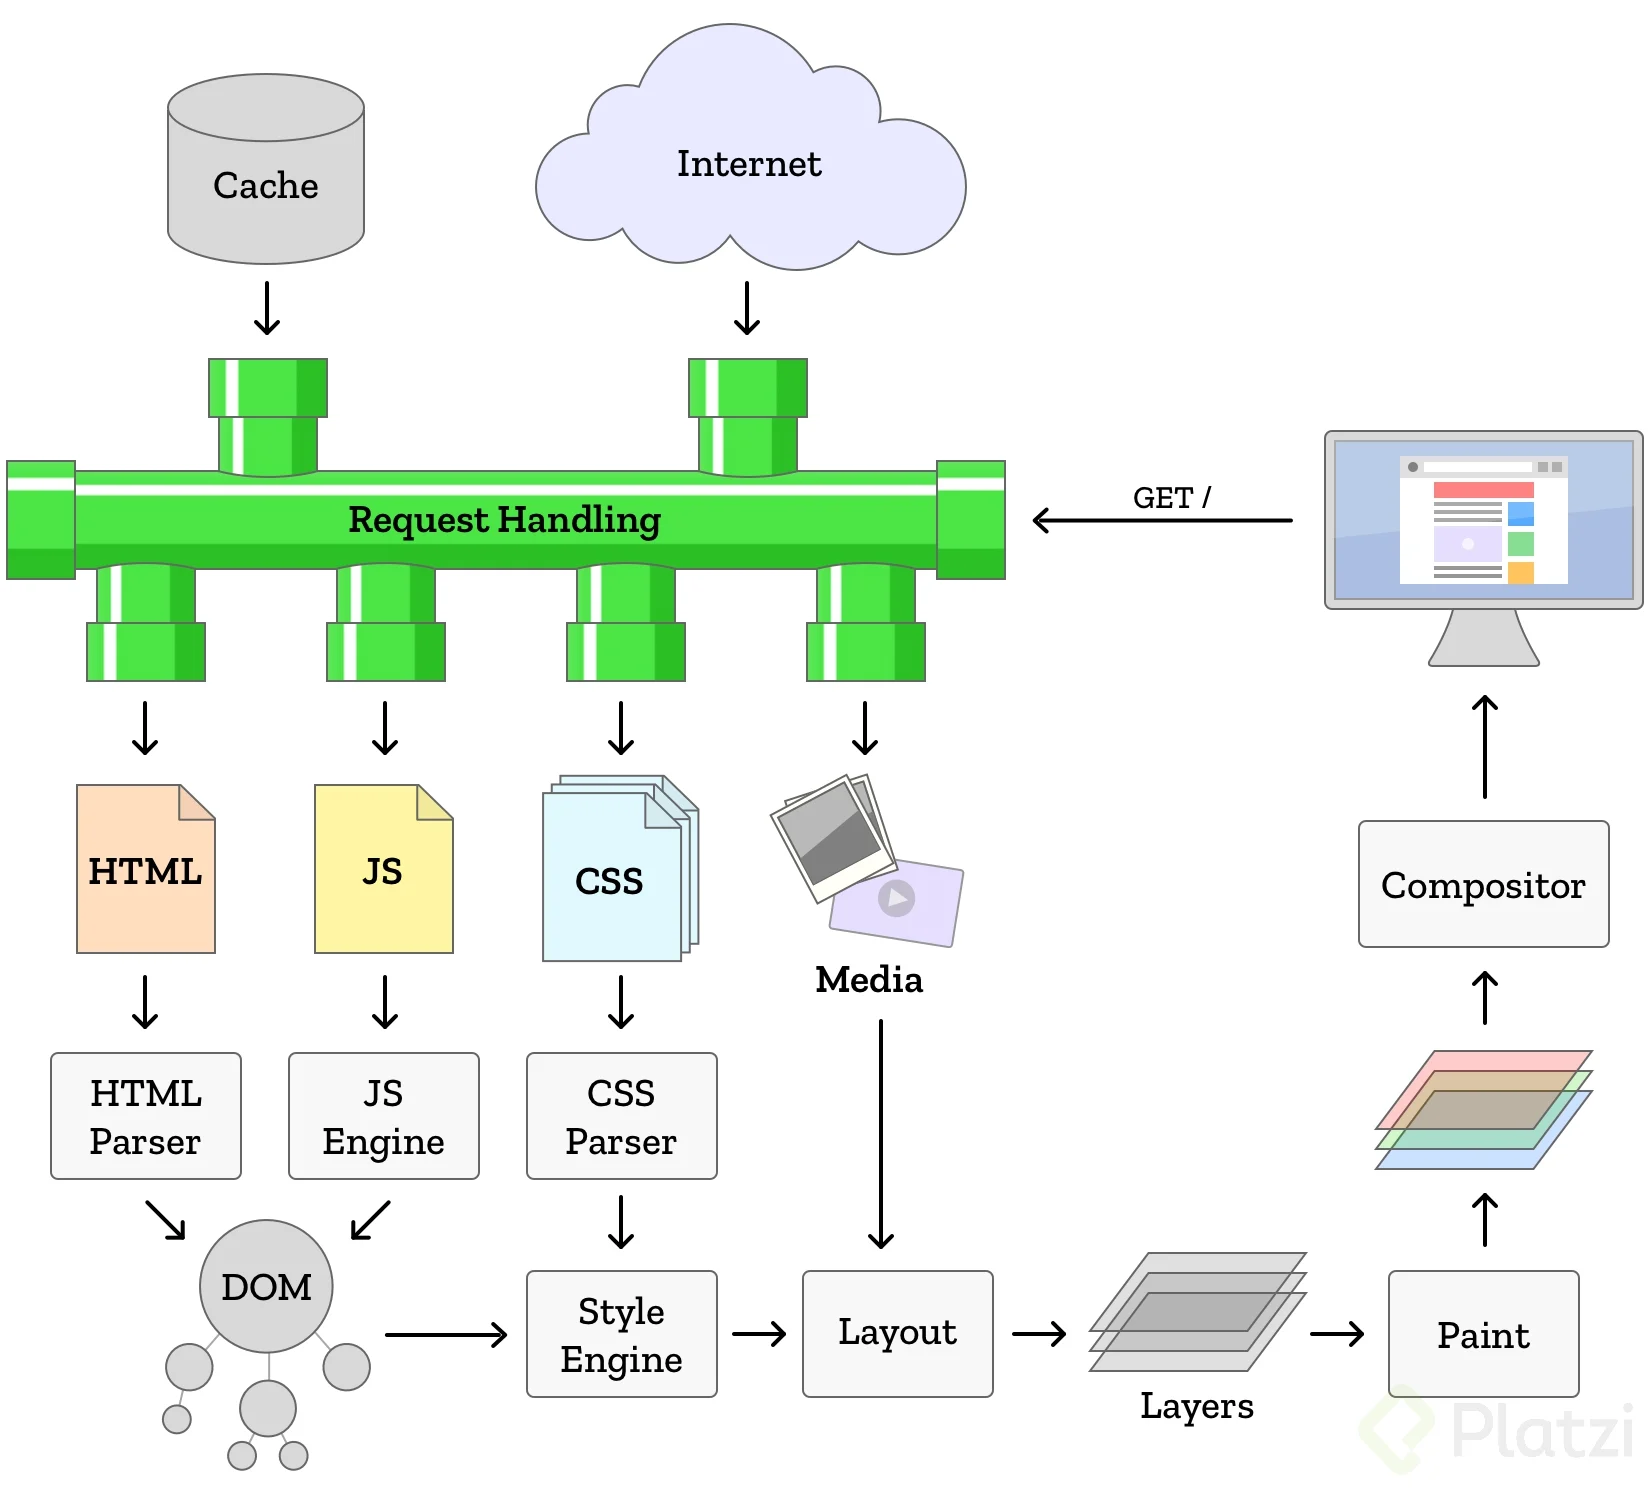 Cache
Internet
Request Handling
GET /
HTML
JS
CSS
Media
Compositor
HTML
Parser
JS
Engine
CSS
Parser
DOM
Style
Engine
Layout
Layers
Paint
Platzi